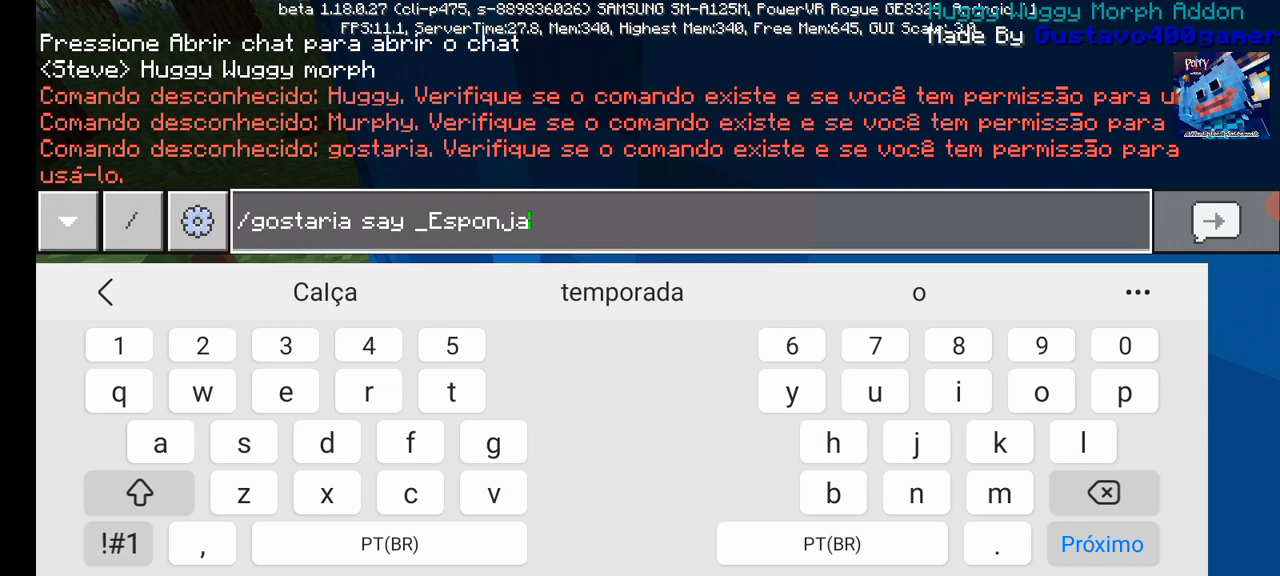 beta 1.18.0.27 (cli-p475, s-889836026) SAMSUNG SM-A125M, PowerVR Rogue GE832
Huggy Wuggy Morph Addon
FPS:11.1, ServerTime:27.8, Mem:340, Highest Mem:340, Free Mem:645, GUI Scale: 3.0
Made By Gustavo400gamer
Pressione Abrir chat para abrir o chat
<Steve> Huggy Wuggy morph
Comando desconhecido: Huggy. Verifique se o comando existe e se você tem permissão para
Comando desconhecido: Murphy. Verifique se o comando existe e se você tem permissão para
Comando desconhecido: gostaria. Verifique se o comando existe e se você tem permissão para
usá-lo.
/ /gostaria say _Esponja
Calça temporada o ...
1 2 3 4 5 6 7 8 9 0
q w e r t y u i o p
a s d f g h j k l
z x c v b n m
!#1 , PT(BR) PT(BR) . Próximo